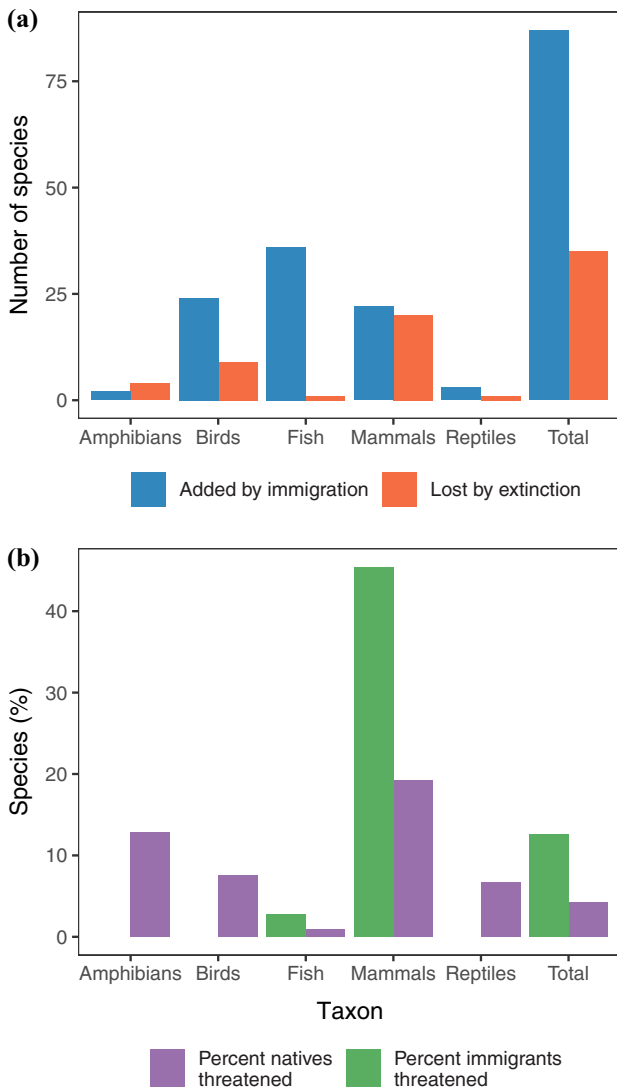 (a)
Number of species
75
50
25
0
Amphibians Birds Fish Mammals Reptiles Total
Added by immigration Lost by extinction
(b)
Species (%)
40
30
20
10
0
Amphibians Birds Fish Mammals Reptiles Total
Taxon
Percent natives threatened
Percent immigrants threatened